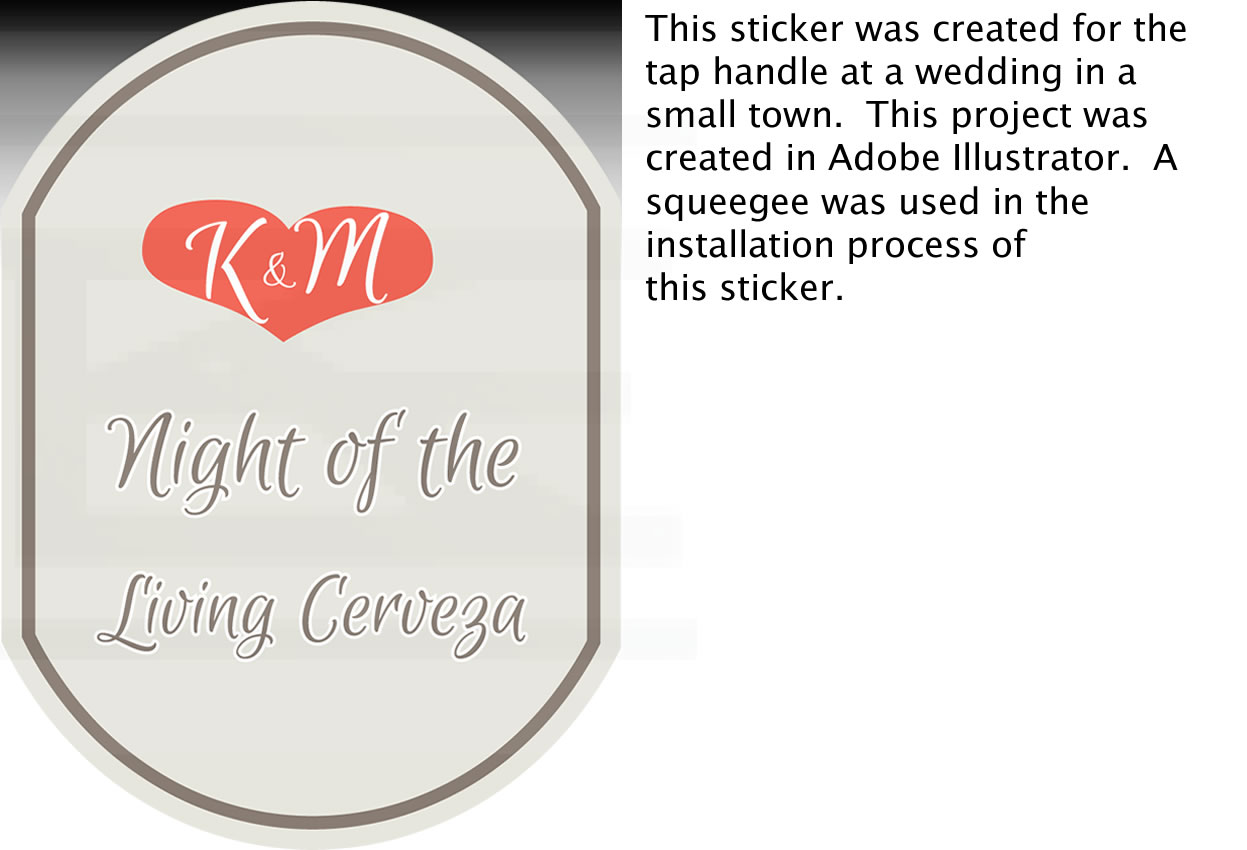 K & M
Night of the
Living Cerveza
This sticker was created for the
tap handle at a wedding in a
small town.  This project was
created in Adobe Illustrator.  A
squeegee was used in the
installation process of
this sticker.